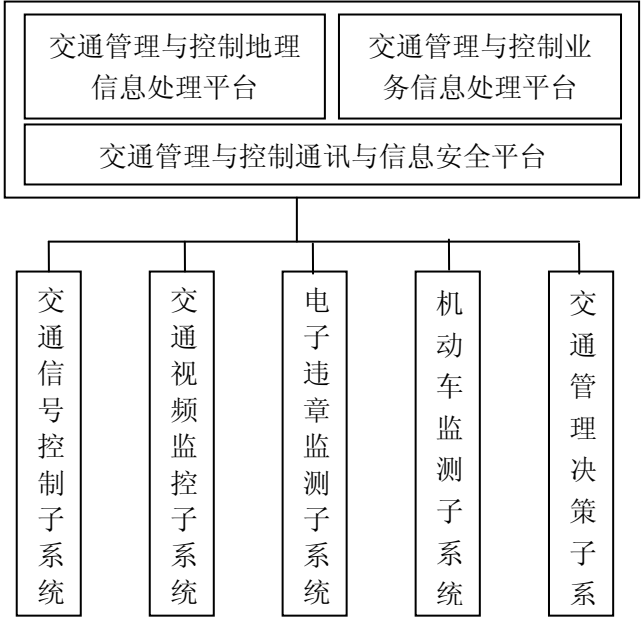 交通管理与控制地理
信息处理平台
交通管理与控制业
务信息处理平台
交通管理与控制通讯与信息安全平台
交通信号控制子系统
交通视频监控子系统
电子违章监测子系统
机动车监测子系统
交通管理决策子系